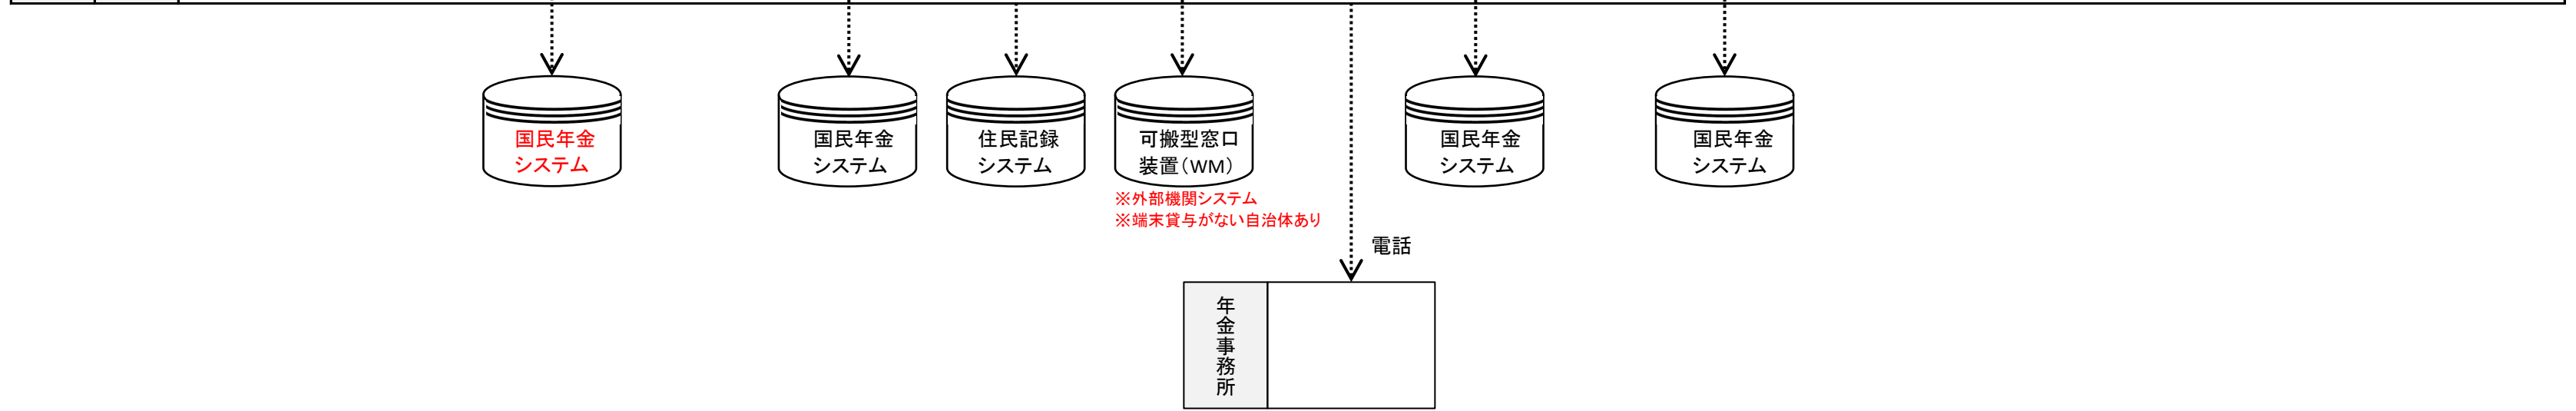 国民年金
システム
国民年金
システム
住民記録
システム
可搬型窓口
装置（WM）
※外部機関システム
※端末貸与がない自治体あり
国民年金
システム
国民年金
システム
電話
年金事務所